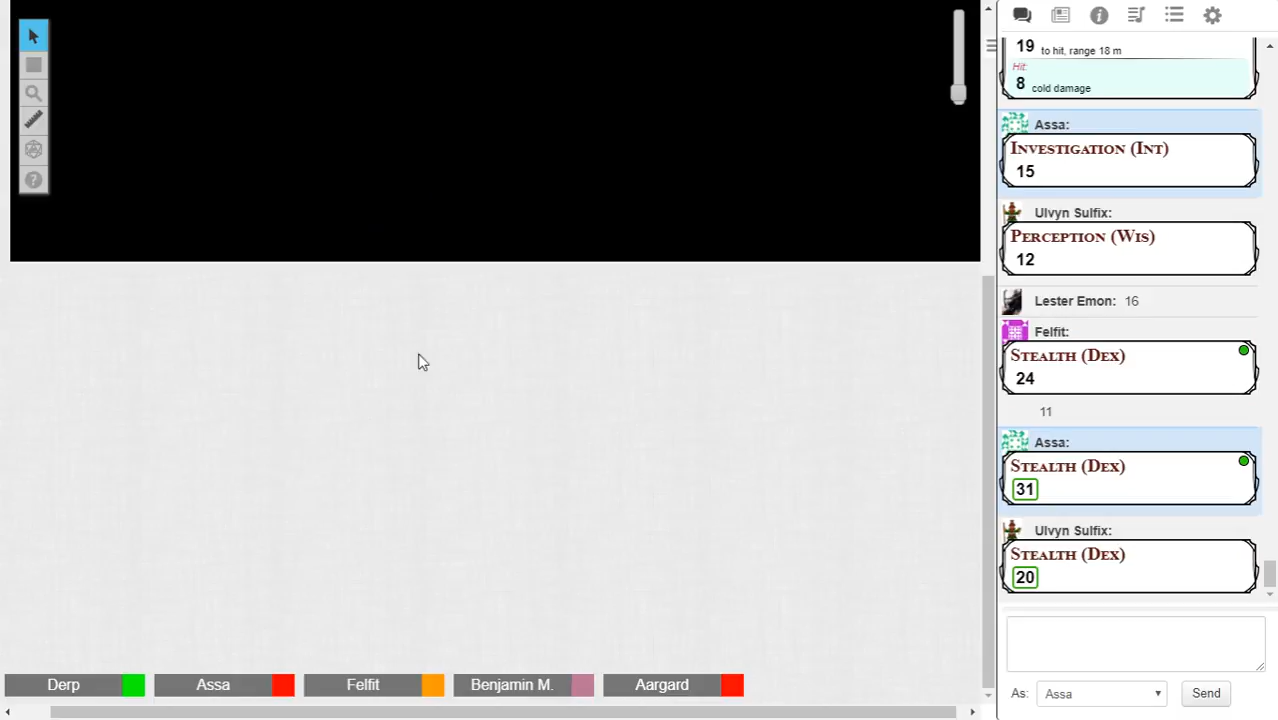 19 to hit, range 18 m
Hit:
8 cold damage
Assa:
Investigation (Int)
15
Ulvyn Sulfix:
Perception (Wis)
12
Lester Emon: 16
Felfit:
Stealth (Dex)
24
11
Assa:
Stealth (Dex)
31
Ulvyn Sulfix:
Stealth (Dex)
20
As: Assa Send
Derp Assa Felfit Benjamin M. Aargard